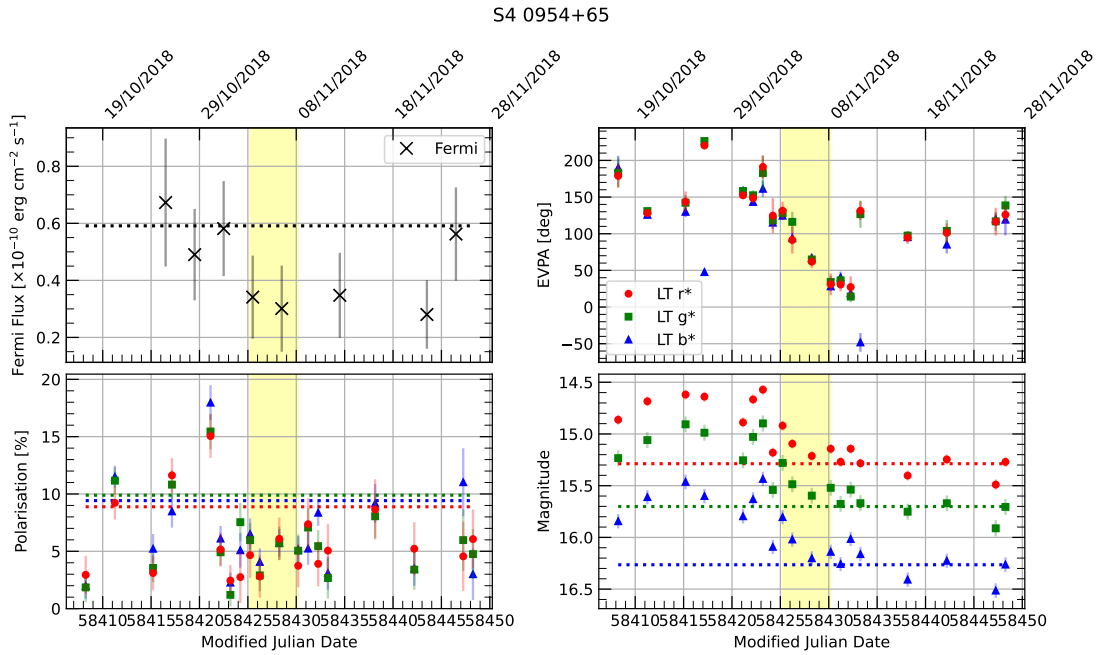 S4 0954+65
19/10/2018
29/10/2018
08/11/2018
18/11/2018
28/11/2018
19/10/2018
29/10/2018
08/11/2018
18/11/2018
28/11/2018
Fermi Flux [×10⁻¹⁰ erg cm⁻² s⁻¹]
0.8
0.6
0.4
0.2
Fermi
EVPA [deg]
200
150
100
50
0
−50
LT r*
LT g*
LT b*
Polarisation [%]
20
15
10
5
0
58410 58415 58420 58425 58430 58435 58440 58445 58450
Modified Julian Date
Magnitude
14.5
15.0
15.5
16.0
16.5
58410 58415 58420 58425 58430 58435 58440 58445 58450
Modified Julian Date